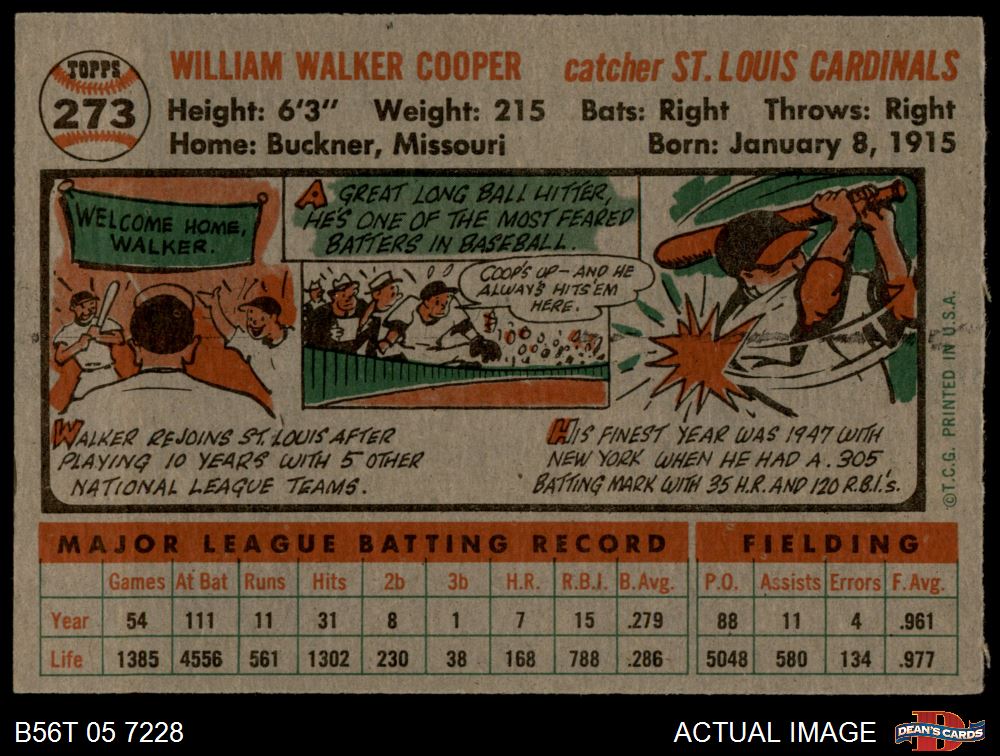 TOPPS
273
WILLIAM WALKER COOPER catcher ST. LOUIS CARDINALS
Height: 6'3" Weight: 215 Bats: Right Throws: Right
Home: Buckner, Missouri Born: January 8, 1915
WELCOME HOME,
WALKER.
A GREAT LONG BALL HITTER,
HE'S ONE OF THE MOST FEARED
BATTERS IN BASEBALL.
COOP'S UP- AND HE
ALWAYS HITS 'EM
HERE.
WALKER REJOINS ST. LOUIS AFTER
PLAYING 10 YEARS WITH 5 OTHER
NATIONAL LEAGUE TEAMS.
HIS FINEST YEAR WAS 1947 WITH
NEW YORK WHEN HE HAD A .305
BATTING MARK WITH 35 H.R. AND 120 R.B.I.'s.
©T.C.G. PRINTED IN U.S.A.
MAJOR LEAGUE BATTING RECORD FIELDING
Games At Bat Runs Hits 2b 3b H.R. R.B.I. B.Avg. P.O. Assists Errors F.Avg.
Year 54 111 11 31 8 1 7 15 .279 88 11 4 .961
Life 1385 4556 561 1302 230 38 168 788 .286 5048 580 134 .977
B56T 05 7228 ACTUAL IMAGE
DEAN'S CARDS